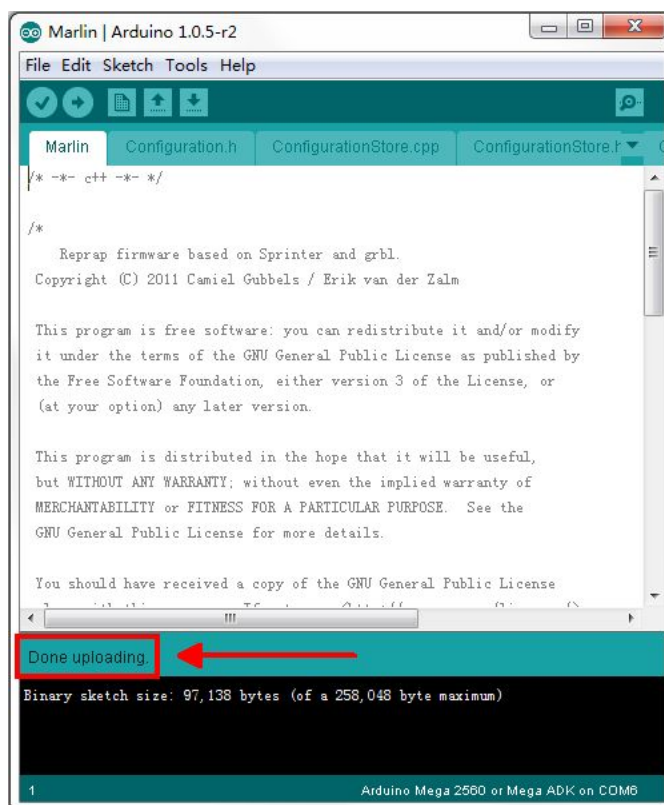 Marlin | Arduino 1.0.5-r2
File Edit Sketch Tools Help
Marlin Configuration.h ConfigurationStore.cpp ConfigurationStore.h
/* -*- c++ -*- */
/*
Reprap firmware based on Sprinter and grbl.
Copyright (C) 2011 Camiel Gubbels / Erik van der Zalm
This program is free software: you can redistribute it and/or modify
it under the terms of the GNU General Public License as published by
the Free Software Foundation, either version 3 of the License, or
(at your option) any later version.
This program is distributed in the hope that it will be useful,
but WITHOUT ANY WARRANTY; without even the implied warranty of
MERCHANTABILITY or FITNESS FOR A PARTICULAR PURPOSE. See the
GNU General Public License for more details.
You should have received a copy of the GNU General Public License
Done uploading.
Binary sketch size: 97,138 bytes (of a 258,048 byte maximum)
1 Arduino Mega 2560 or Mega ADK on COM6